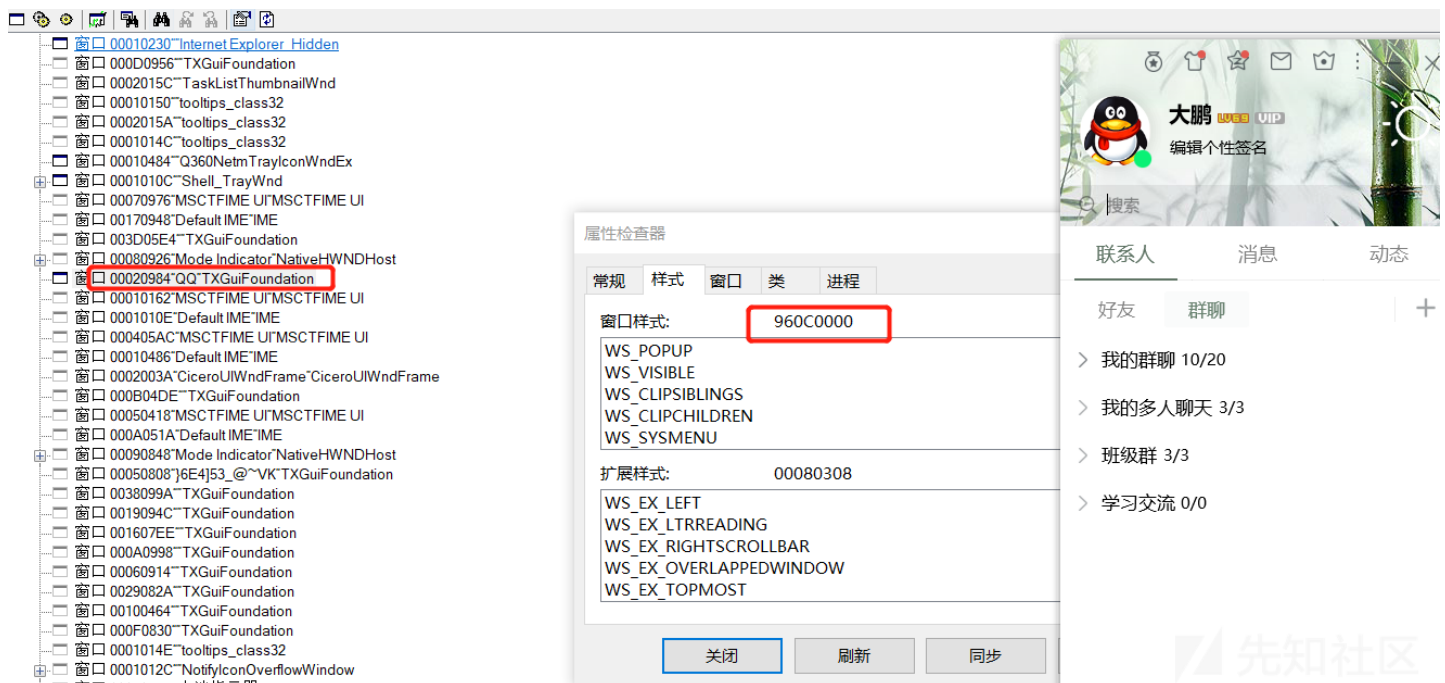 窗口 00010230""Internet Explorer_Hidden
窗口 000D0956""TXGuiFoundation
窗口 0002015C""TaskListThumbnailWnd
窗口 00010150""tooltips_class32
窗口 0002015A""tooltips_class32
窗口 0001014C""tooltips_class32
窗口 00010484""Q360NetmTrayIconWndEx
窗口 0001010C""Shell_TrayWnd
窗口 00070976"MSCTFIME UI"MSCTFIME UI
窗口 00170948"Default IME"IME
窗口 003D05E4""TXGuiFoundation
窗口 00080926"Mode Indicator"NativeHWNDHost
窗口 00020984"QQ"TXGuiFoundation
窗口 00010162"MSCTFIME UI"MSCTFIME UI
窗口 0001010E"Default IME"IME
窗口 000405AC"MSCTFIME UI"MSCTFIME UI
窗口 00010486"Default IME"IME
窗口 0002003A"CiceroUIWndFrame"CiceroUIWndFrame
窗口 000B04DE""TXGuiFoundation
窗口 00050418"MSCTFIME UI"MSCTFIME UI
窗口 000A051A"Default IME"IME
窗口 00090848"Mode Indicator"NativeHWNDHost
窗口 00050808"}6E4]53_@~VK"TXGuiFoundation
窗口 0038099A""TXGuiFoundation
窗口 0019094C""TXGuiFoundation
窗口 001607EE""TXGuiFoundation
窗口 000A0998""TXGuiFoundation
窗口 00060914""TXGuiFoundation
窗口 0029082A""TXGuiFoundation
窗口 00100464""TXGuiFoundation
窗口 000F0830""TXGuiFoundation
窗口 0001014E""tooltips_class32
窗口 0001012C""NotifyIconOverflowWindow
属性检查器
常规 样式 窗口 类 进程
窗口样式: 960C0000
WS_POPUP
WS_VISIBLE
WS_CLIPSIBLINGS
WS_CLIPCHILDREN
WS_SYSMENU
扩展样式: 00080308
WS_EX_LEFT
WS_EX_LTRREADING
WS_EX_RIGHTSCROLLBAR
WS_EX_OVERLAPPEDWINDOW
WS_EX_TOPMOST
关闭 刷新 同步
大鹏 LV69 VIP
编辑个性签名
搜索
联系人 消息 动态
好友 群聊
我的群聊 10/20
我的多人聊天 3/3
班级群 3/3
学习交流 0/0
先知社区